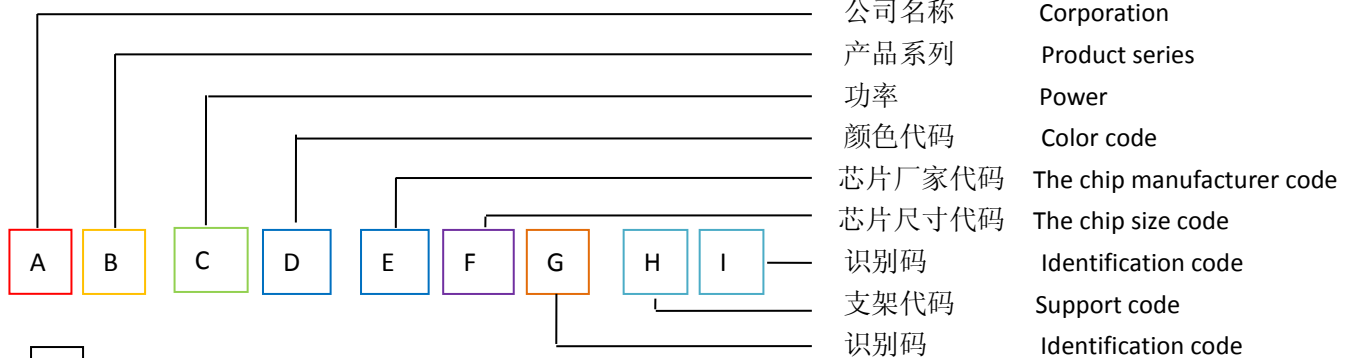 公司名称 Corporation
产品系列 Product series
功率 Power
颜色代码 Color code
芯片厂家代码 The chip manufacturer code
芯片尺寸代码 The chip size code
A B C D E F G H I 识别码 Identification code
支架代码 Support code
识别码 Identification code